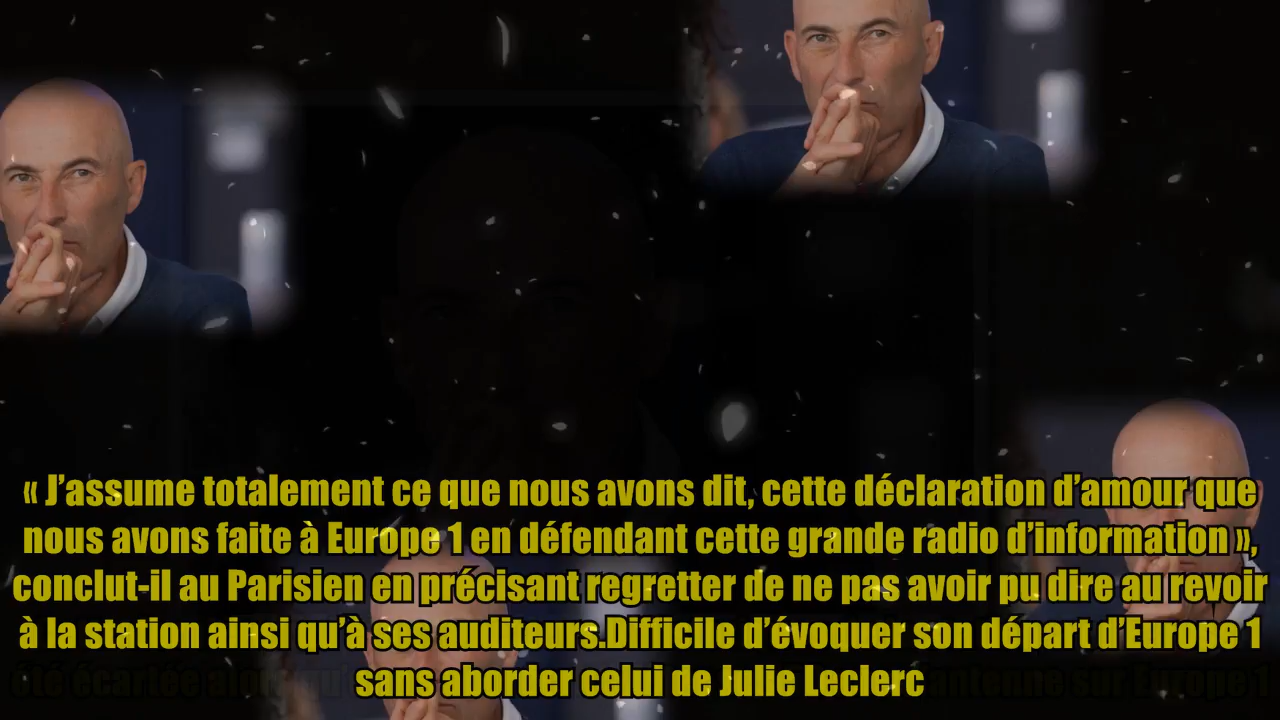 « J’assume totalement ce que nous avons dit, cette déclaration d’amour que
nous avons faite à Europe 1 en défendant cette grande radio d’information »,
conclut-il au Parisien en précisant regretter de ne pas avoir pu dire au revoir
à la station ainsi qu’à ses auditeurs.Difficile d’évoquer son départ d’Europe 1
sans aborder celui de Julie Leclerc